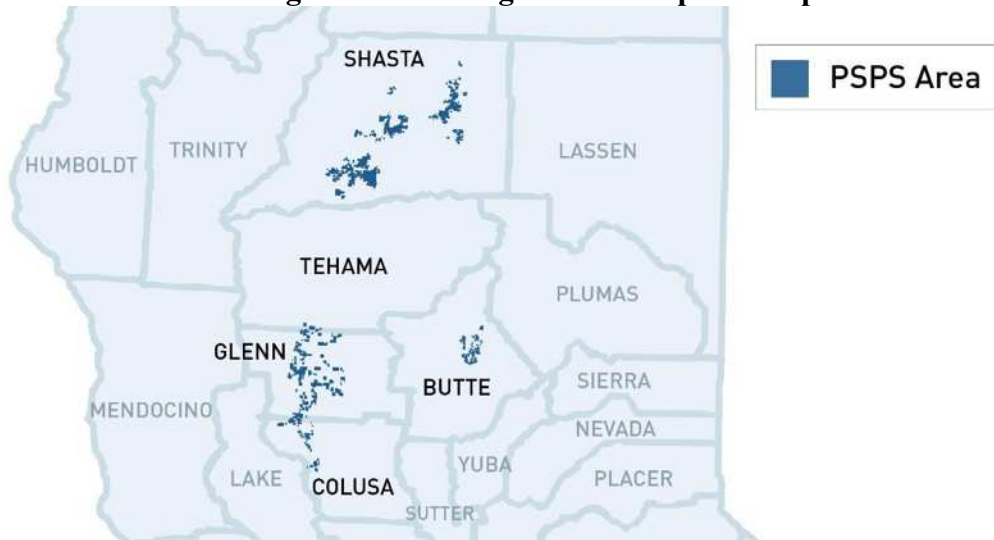 SHASTA
PSPS Area
HUMBOLDT
TRINITY
LASSEN
TEHAMA
PLUMAS
GLENN
BUTTE
SIERRA
MENDOCINO
NEVADA
LAKE
COLUSA
YUBA
PLACER
SUTTER